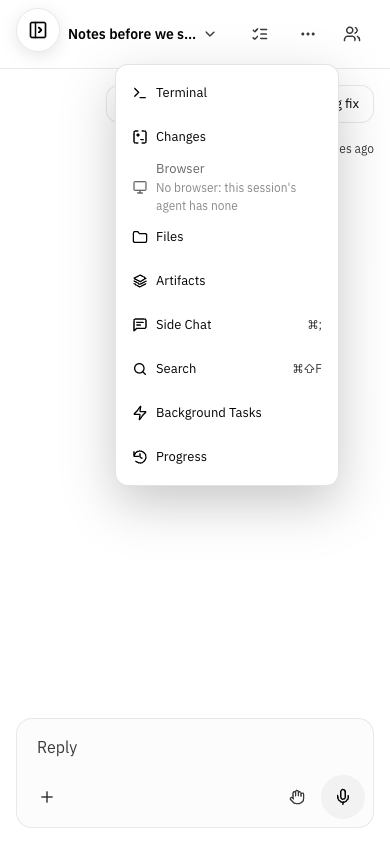 Notes before we s...
fix
es ago
Terminal
Changes
Browser
No browser: this session's
agent has none
Files
Artifacts
Side Chat ⌘;
Search ⌘⇧F
Background Tasks
Progress
Reply